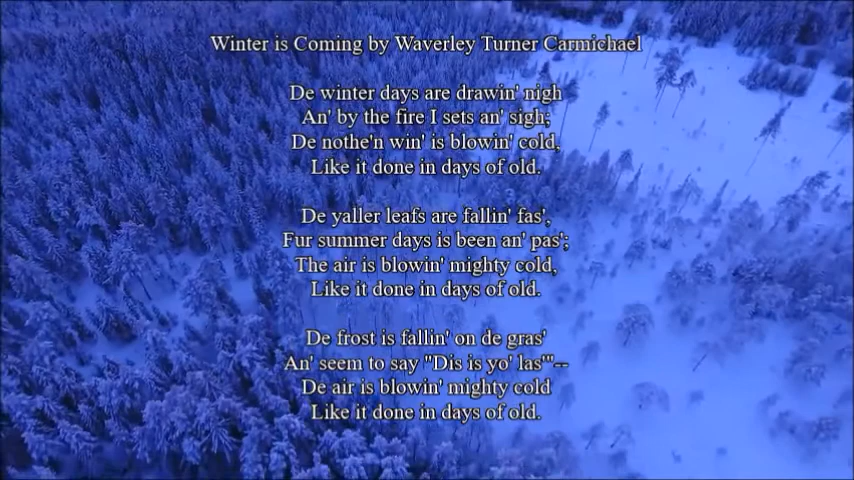 Winter is Coming by Waverley Turner Carmichael
De winter days are drawin' nigh
An' by the fire I sets an' sigh;
De nothe'n win' is blowin' cold,
Like it done in days of old.
De yaller leafs are fallin' fas',
Fur summer days is been an' pas';
The air is blowin' mighty cold,
Like it done in days of old.
De frost is fallin' on de gras'
An' seem to say "Dis is yo' las'"--
De air is blowin' mighty cold
Like it done in days of old.